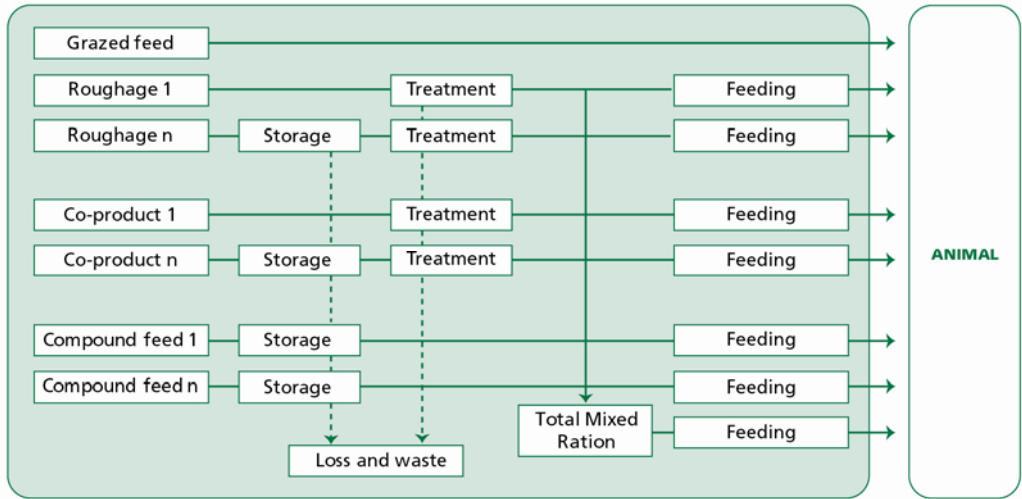 Grazed feed
Roughage 1
Treatment
Feeding
Roughage n
Storage
Treatment
Feeding
Co-product 1
Treatment
Feeding
Co-product n
Storage
Treatment
Feeding
ANIMAL
Compound feed 1
Storage
Feeding
Compound feed n
Storage
Feeding
Total Mixed
Ration
Feeding
Loss and waste